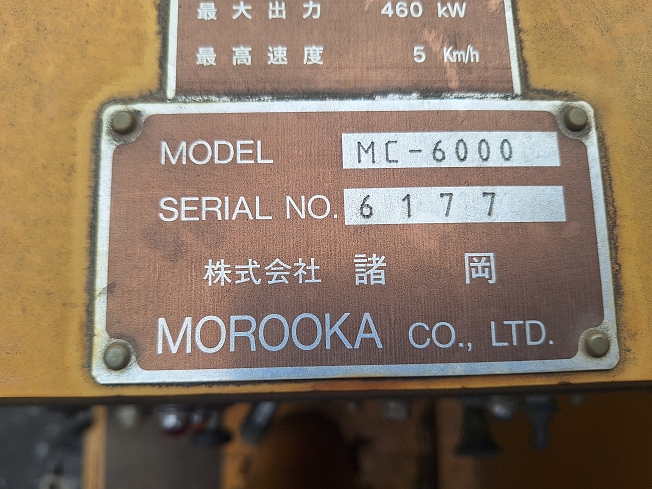 最大出力 460 kW
最高速度 5 Km/h
MODEL MC-6000
SERIAL NO. 6177
株式会社 諸岡
MOROOKA CO., LTD.